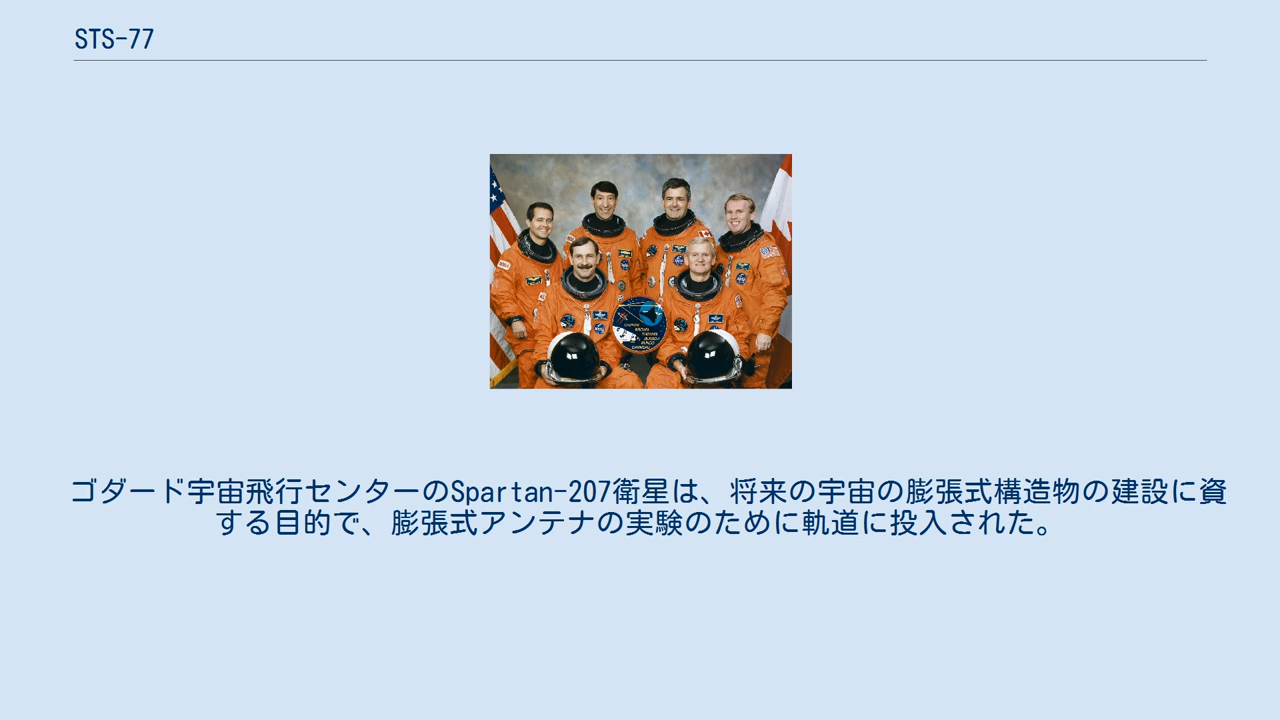 STS-77
ゴダード宇宙飛行センターのSpartan-207衛星は、将来の宇宙の膨張式構造物の建設に資
する目的で、膨張式アンテナの実験のために軌道に投入された。